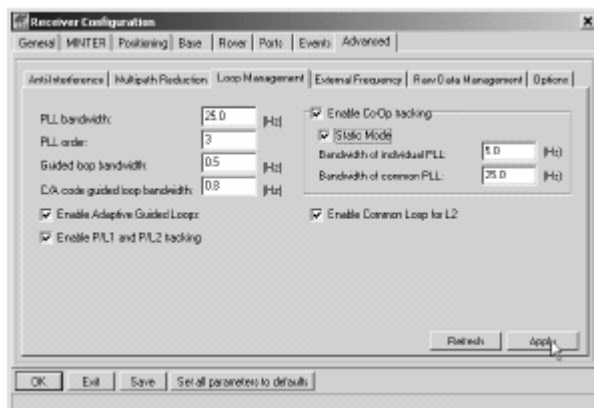 Receiver Configuration
General MINTER Positioning Base Rover Ports Events Advanced
Anti-Interference Multipath Reduction Loop Management External Frequency Raw Data Management Options
PLL bandwidth: 25.0 [Hz]
PLL order: 3
Guided loop bandwidth: 0.5 [Hz]
C/A code guided loop bandwidth: 0.8 [Hz]
Enable Adaptive Guided Loops
Enable P/L1 and P/L2 tracking
Enable Co-Op tracking
Static Mode
Bandwidth of individual PLL: 5.0 (Hz)
Bandwidth of common PLL: 25.0 (Hz)
Enable Common Loop for L2
Refresh Apply
OK Exit Save Set all parameters to defaults